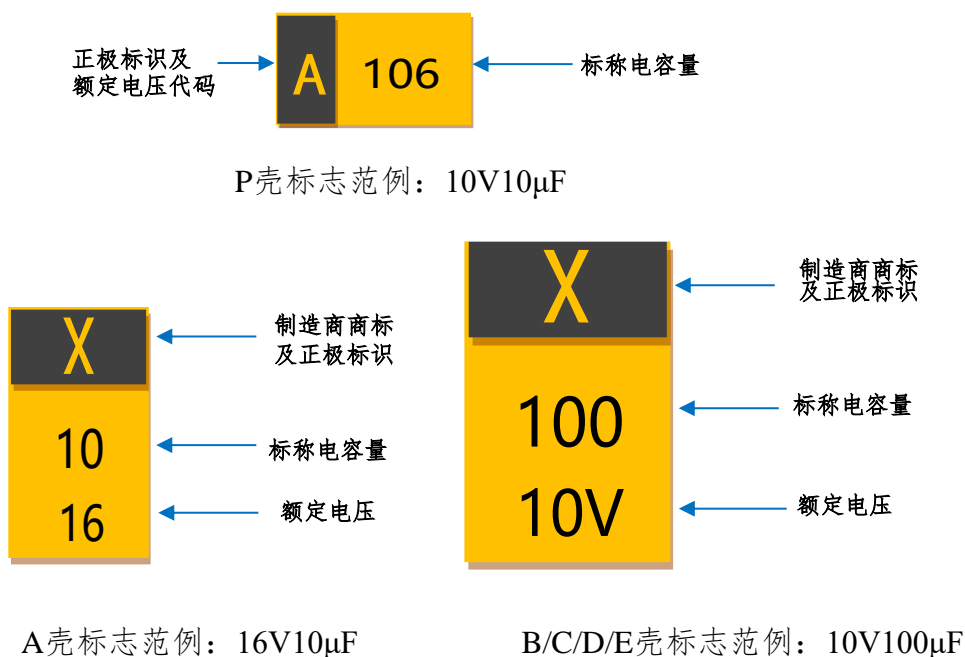 正极标识及
额定电压代码
A
106
标称电容量
P壳标志范例：10V10μF
X
制造商商标
及正极标识
10
标称电容量
16
额定电压
A壳标志范例：16V10μF
X
制造商商标
及正极标识
100
标称电容量
10V
额定电压
B/C/D/E壳标志范例：10V100μF